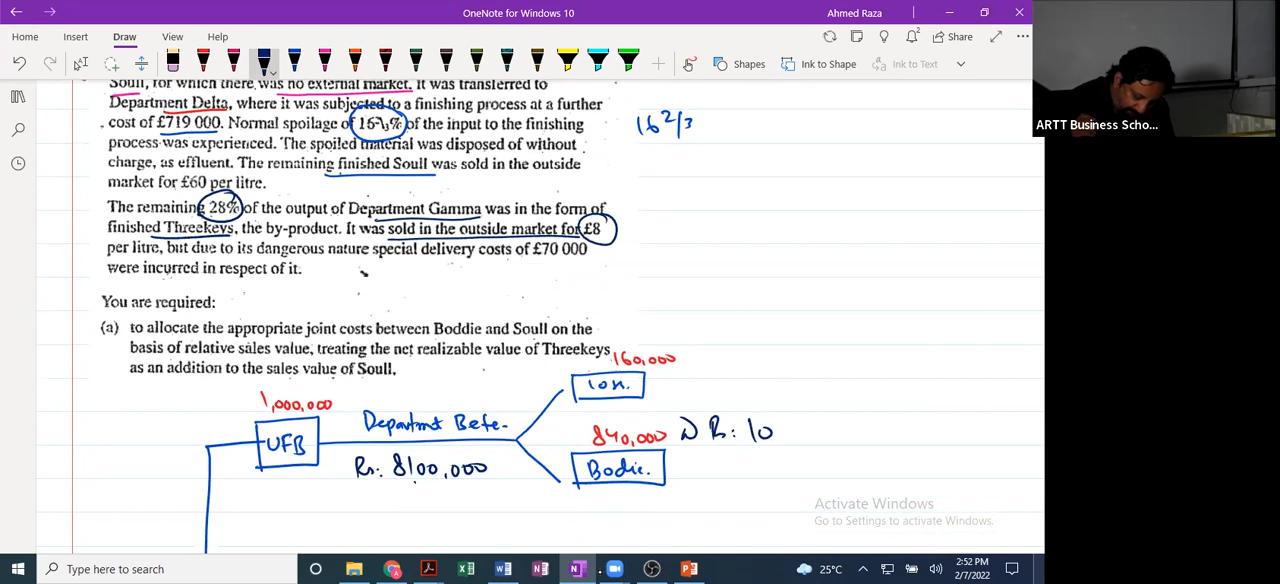 OneNote for Windows 10
Ahmed Raza
Home Insert Draw View Help
Share
Shapes Ink to Shape Ink to Text
Soull, for which there was no external market. It was transferred to
Department Delta, where it was subjected to a finishing process at a further
cost of £719 000. Normal spoilage of 16⅔% of the input to the finishing
process was experienced. The spoiled material was disposed of without
charge, as effluent. The remaining finished Soull was sold in the outside
market for £60 per litre.
16 2/3
The remaining 28% of the output of Department Gamma was in the form of
finished Threekeys, the by-product. It was sold in the outside market for £8
per litre, but due to its dangerous nature special delivery costs of £70 000
were incurred in respect of it.
You are required:
(a) to allocate the appropriate joint costs between Boddie and Soull on the
basis of relative sales value, treating the net realizable value of Threekeys
as an addition to the sales value of Soull.
160,000
1,000,000
UFB
Department Beta.
Rs: 8100,000
840,000
Rs: 10
Bodie.
ARTT Business Scho...
Activate Windows
Go to Settings to activate Windows.
Type here to search
25°C
2:52 PM
2/7/2022